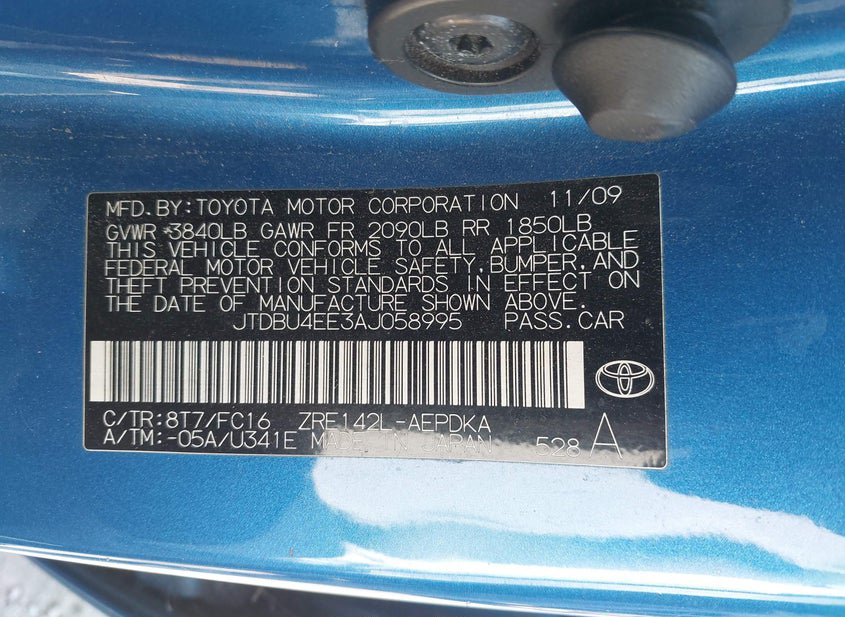 MFD.BY:TOYOTA MOTOR CORPORATION 11/09
GVWR 3840LB GAWR FR 2090LB RR 1850LB
THIS VEHICLE CONFORMS TO ALL APPLICABLE
FEDERAL MOTOR VEHICLE SAFETY,BUMPER,AND
THEFT PREVENTION STANDARDS IN EFFECT ON
THE DATE OF MANUFACTURE SHOWN ABOVE.
JTDBU4EE3AJ058995 PASS.CAR
C/TR:8T7/FC16 ZRE142L-AEPDKA
A/TM:-05A/U341E MADE IN JAPAN 528 A